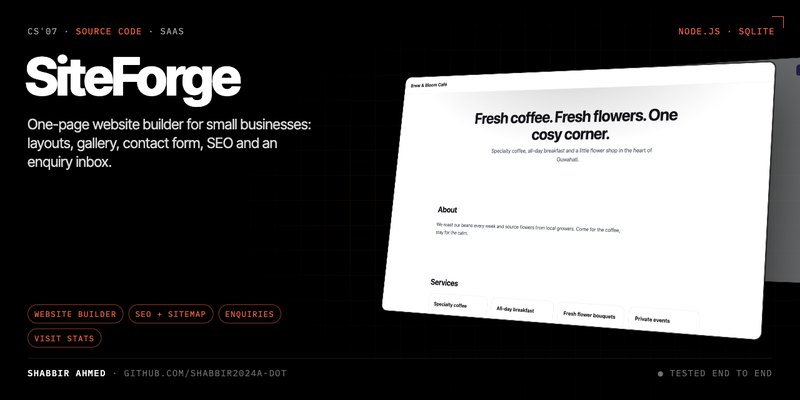 CS'07 · SOURCE CODE · SAAS
NODE.JS · SQLITE
SiteForge
One-page website builder for small businesses:
layouts, gallery, contact form, SEO and an
enquiry inbox.
Brew & Bloom Café
Fresh coffee. Fresh flowers. One
cosy corner.
Specialty coffee, all-day breakfast and a little flower shop in the heart of
Guwahati.
About
We roast our beans every week and source flowers from local growers. Come for the coffee,
stay for the calm.
Services
Specialty coffee
All-day breakfast
Fresh flower bouquets
Private events
WEBSITE BUILDER
SEO + SITEMAP
ENQUIRIES
VISIT STATS
SHABBIR AHMED · GITHUB.COM/SHABBIR2024A-DOT
TESTED END TO END